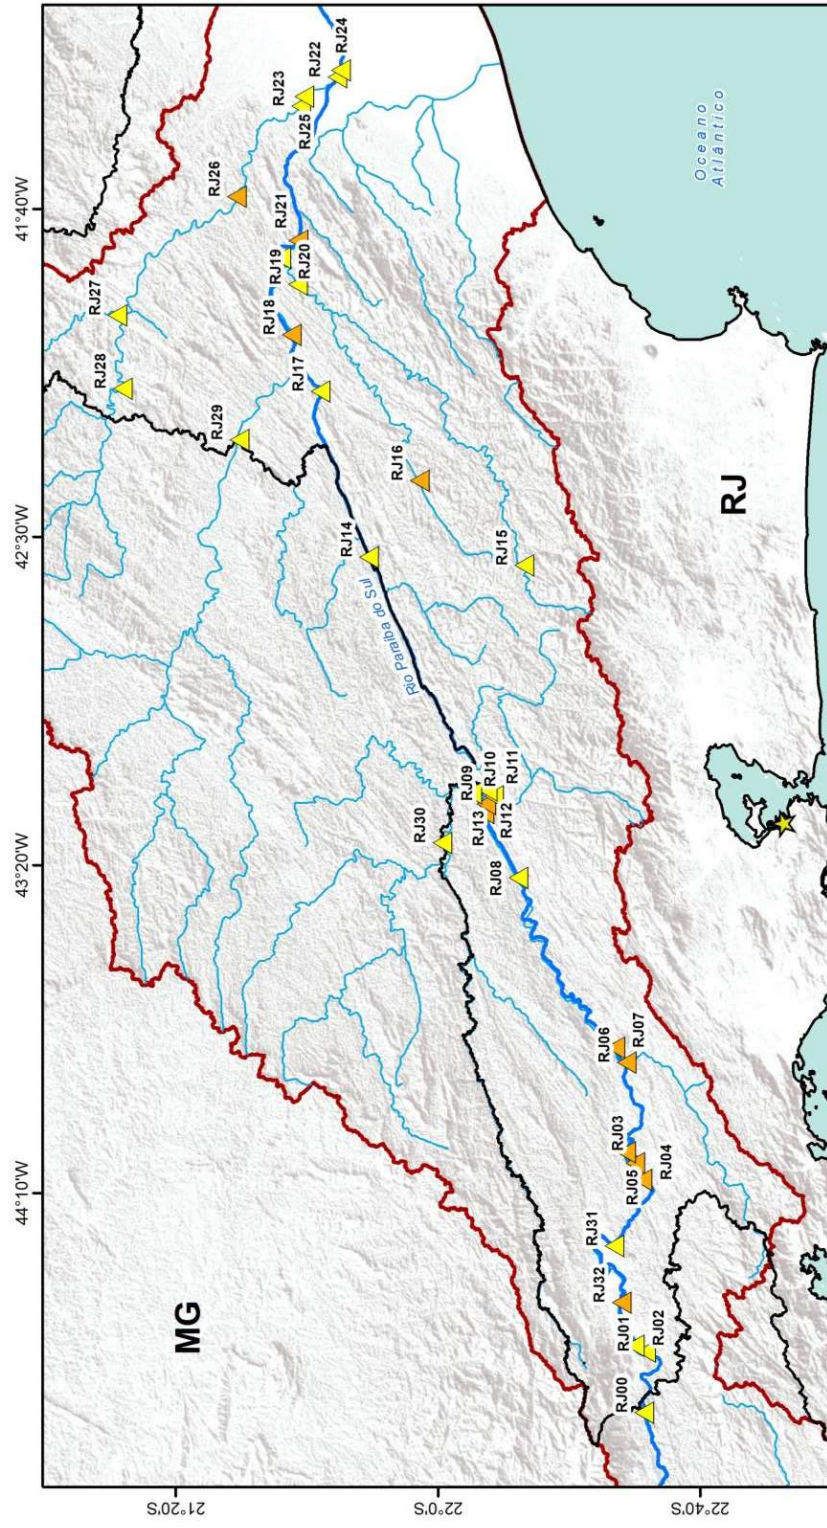 41°40'W
42°30'W
43°20'W
44°10'W
21°20'S
22°0'S
22°40'S
MG
RJ
Oceano
Atlântico
Rio Paraíba do Sul
RJ00
RJ01
RJ02
RJ32
RJ31
RJ05
RJ04
RJ03
RJ06
RJ07
RJ08
RJ30
RJ13
RJ12
RJ09
RJ10
RJ11
RJ14
RJ15
RJ16
RJ17
RJ29
RJ28
RJ27
RJ18
RJ19
RJ20
RJ21
RJ26
RJ25
RJ23
RJ22
RJ24